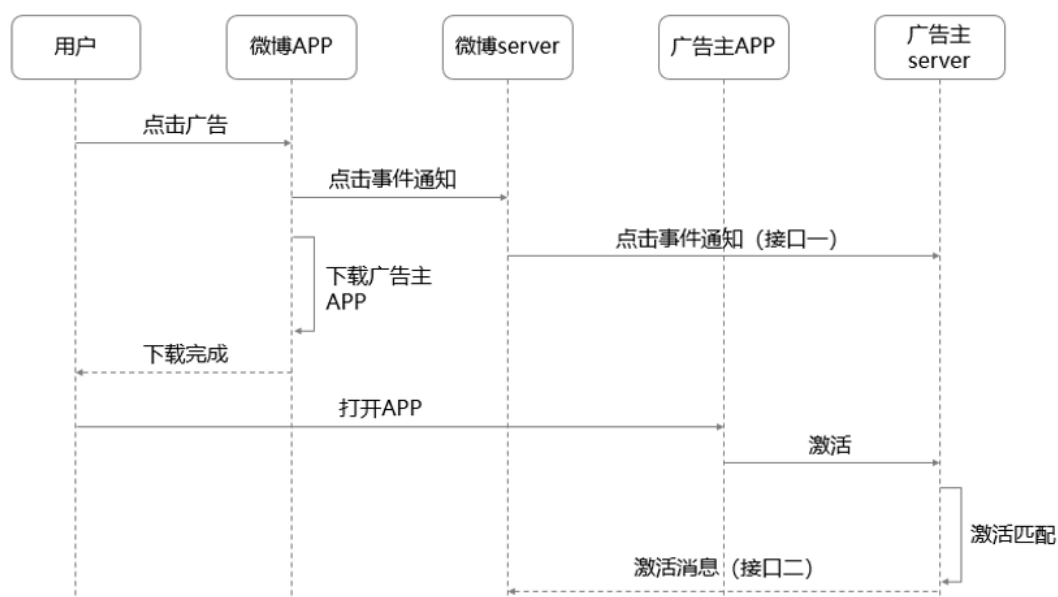 用户
微博APP
微博server
广告主APP
广告主
server
点击广告
点击事件通知
点击事件通知（接口一）
下载广告主
APP
下载完成
打开APP
激活
激活匹配
激活消息（接口二）